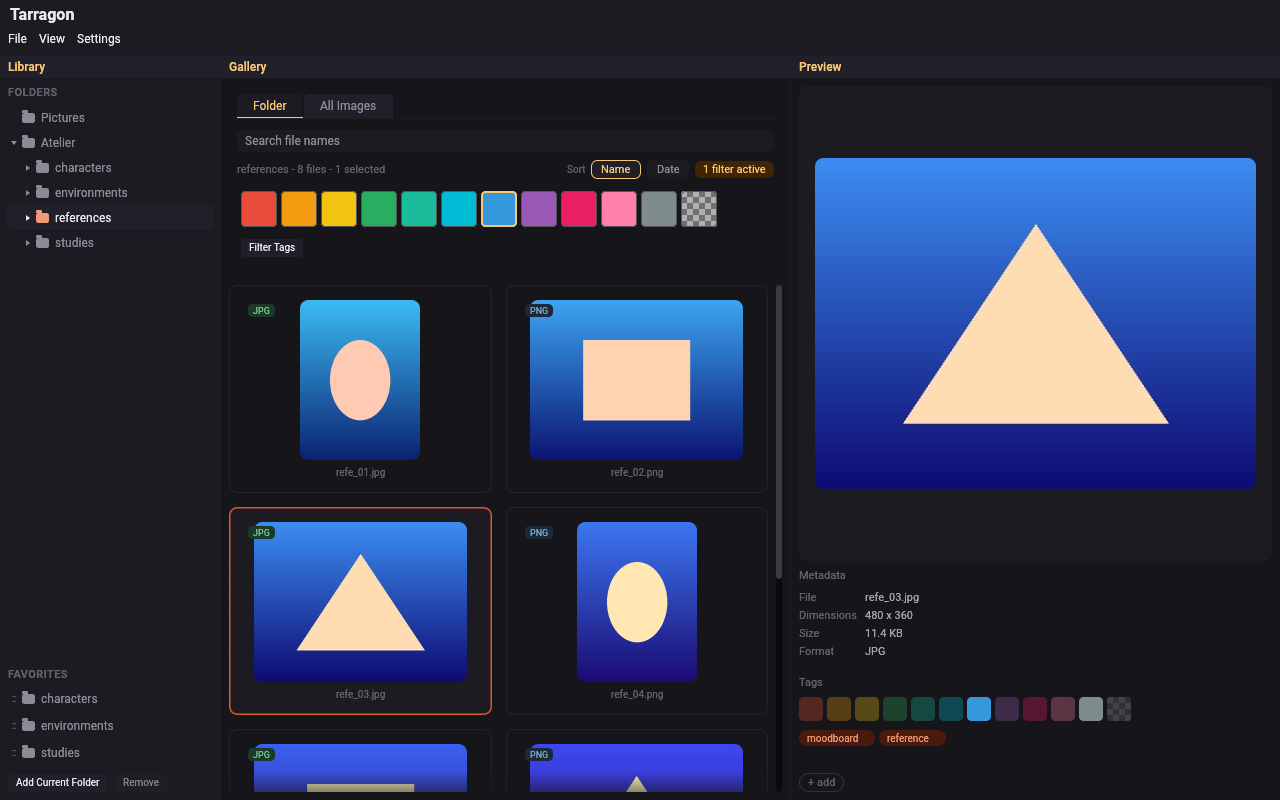 Tarragon
File View Settings
Library
FOLDERS
Pictures
Atelier
characters
environments
references
studies
FAVORITES
characters
environments
studies
Add Current Folder Remove
Gallery
Folder All Images
Search file names
references - 8 files - 1 selected Sort Name Date 1 filter active
Filter Tags
JPG
refe_01.jpg
PNG
refe_02.png
JPG
refe_03.jpg
PNG
refe_04.png
JPG
PNG
Preview
Metadata
File refe_03.jpg
Dimensions 480 x 360
Size 11.4 KB
Format JPG
Tags
moodboard reference
+ add